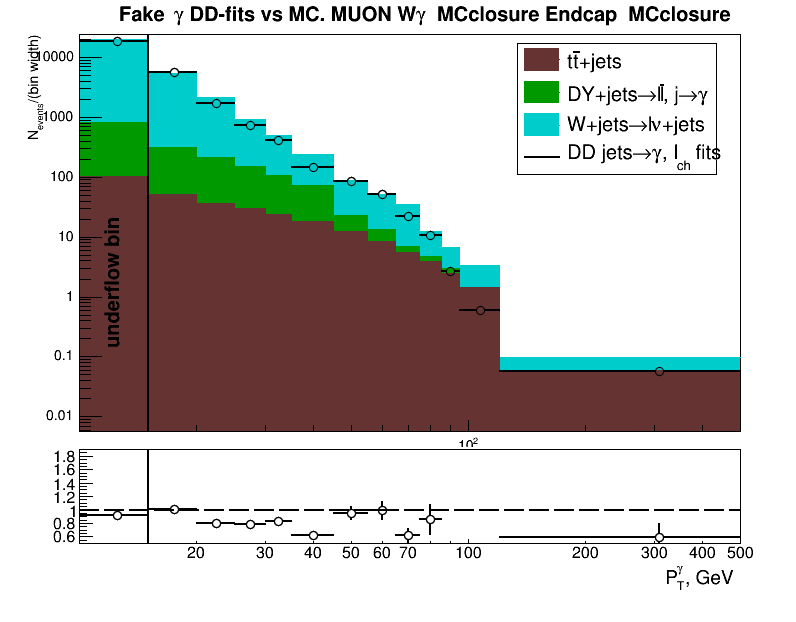 Fake γ DD-fits vs MC. MUON Wγ MCclosure Endcap MCclosure
N_events/(bin width)
10000
1000
100
10
1
0.1
0.01
underflow bin
tt̄+jets
DY+jets→ll̄, j→γ
W+jets→lν+jets
DD jets→γ, I_ch fits
10²
1.8
1.6
1.4
1.2
1
0.8
0.6
20 30 40 50 60 70 100 200 300 400 500
P_T^γ, GeV